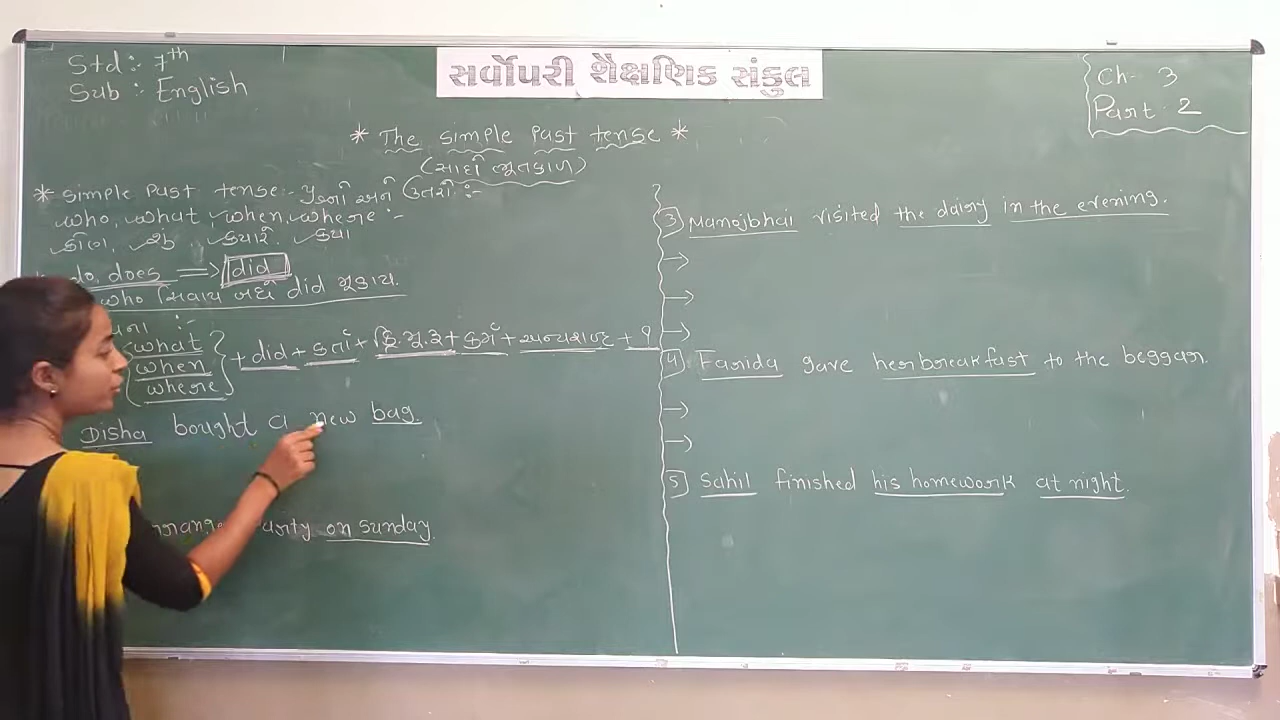 Std :- 7th
Sub :- English
સર્વોપરી શૈક્ષણિક સંકુલ
Ch- 3
Part- 2
* The Simple Past tense *
(સાદો ભૂતકાળ)
* Simple Past tense :- પ્રશ્નો અને ઉત્તરો :-
who, what, when, where :-
કોણ, શું, ક્યારે, ક્યાં
do, does => did
who સિવાય બધે did મૂકાય.
what
when
where
+ did + કર્તા + ક્રિ.મૂ.રૂ + કર્મ + અન્યશબ્દ + ?
Disha bought a new bag.
party on Sunday.
3) Manojbhai visited the dairy in the evening.
→
→
→
4) Farida gave her breakfast to the beggar.
→
→
5) Sahil finished his homework at night.